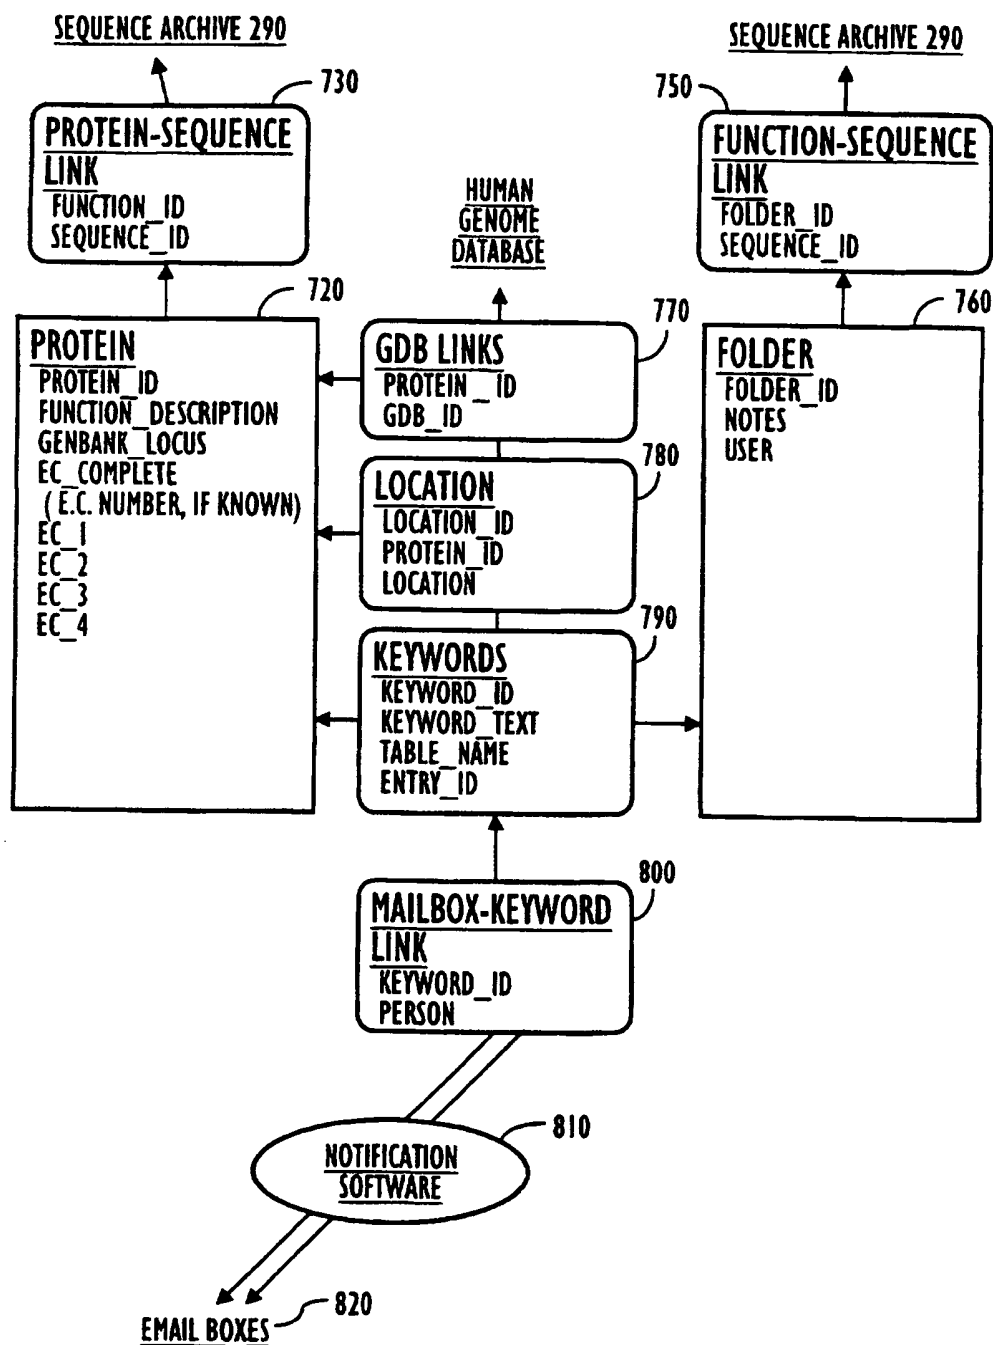 SEQUENCE ARCHIVE 290
730
PROTEIN-SEQUENCE
LINK
FUNCTION_ID
SEQUENCE_ID
SEQUENCE ARCHIVE 290
750
FUNCTION-SEQUENCE
LINK
FOLDER_ID
SEQUENCE_ID
HUMAN
GENOME
DATABASE
720
PROTEIN
PROTEIN_ID
FUNCTION_DESCRIPTION
GENBANK_LOCUS
EC_COMPLETE
( E.C. NUMBER, IF KNOWN)
EC_1
EC_2
EC_3
EC_4
770
GDB LINKS
PROTEIN_ID
GDB_ID
780
LOCATION
LOCATION_ID
PROTEIN_ID
LOCATION
790
KEYWORDS
KEYWORD_ID
KEYWORD_TEXT
TABLE_NAME
ENTRY_ID
760
FOLDER
FOLDER_ID
NOTES
USER
800
MAILBOX-KEYWORD
LINK
KEYWORD_ID
PERSON
810
NOTIFICATION
SOFTWARE
820
EMAIL BOXES